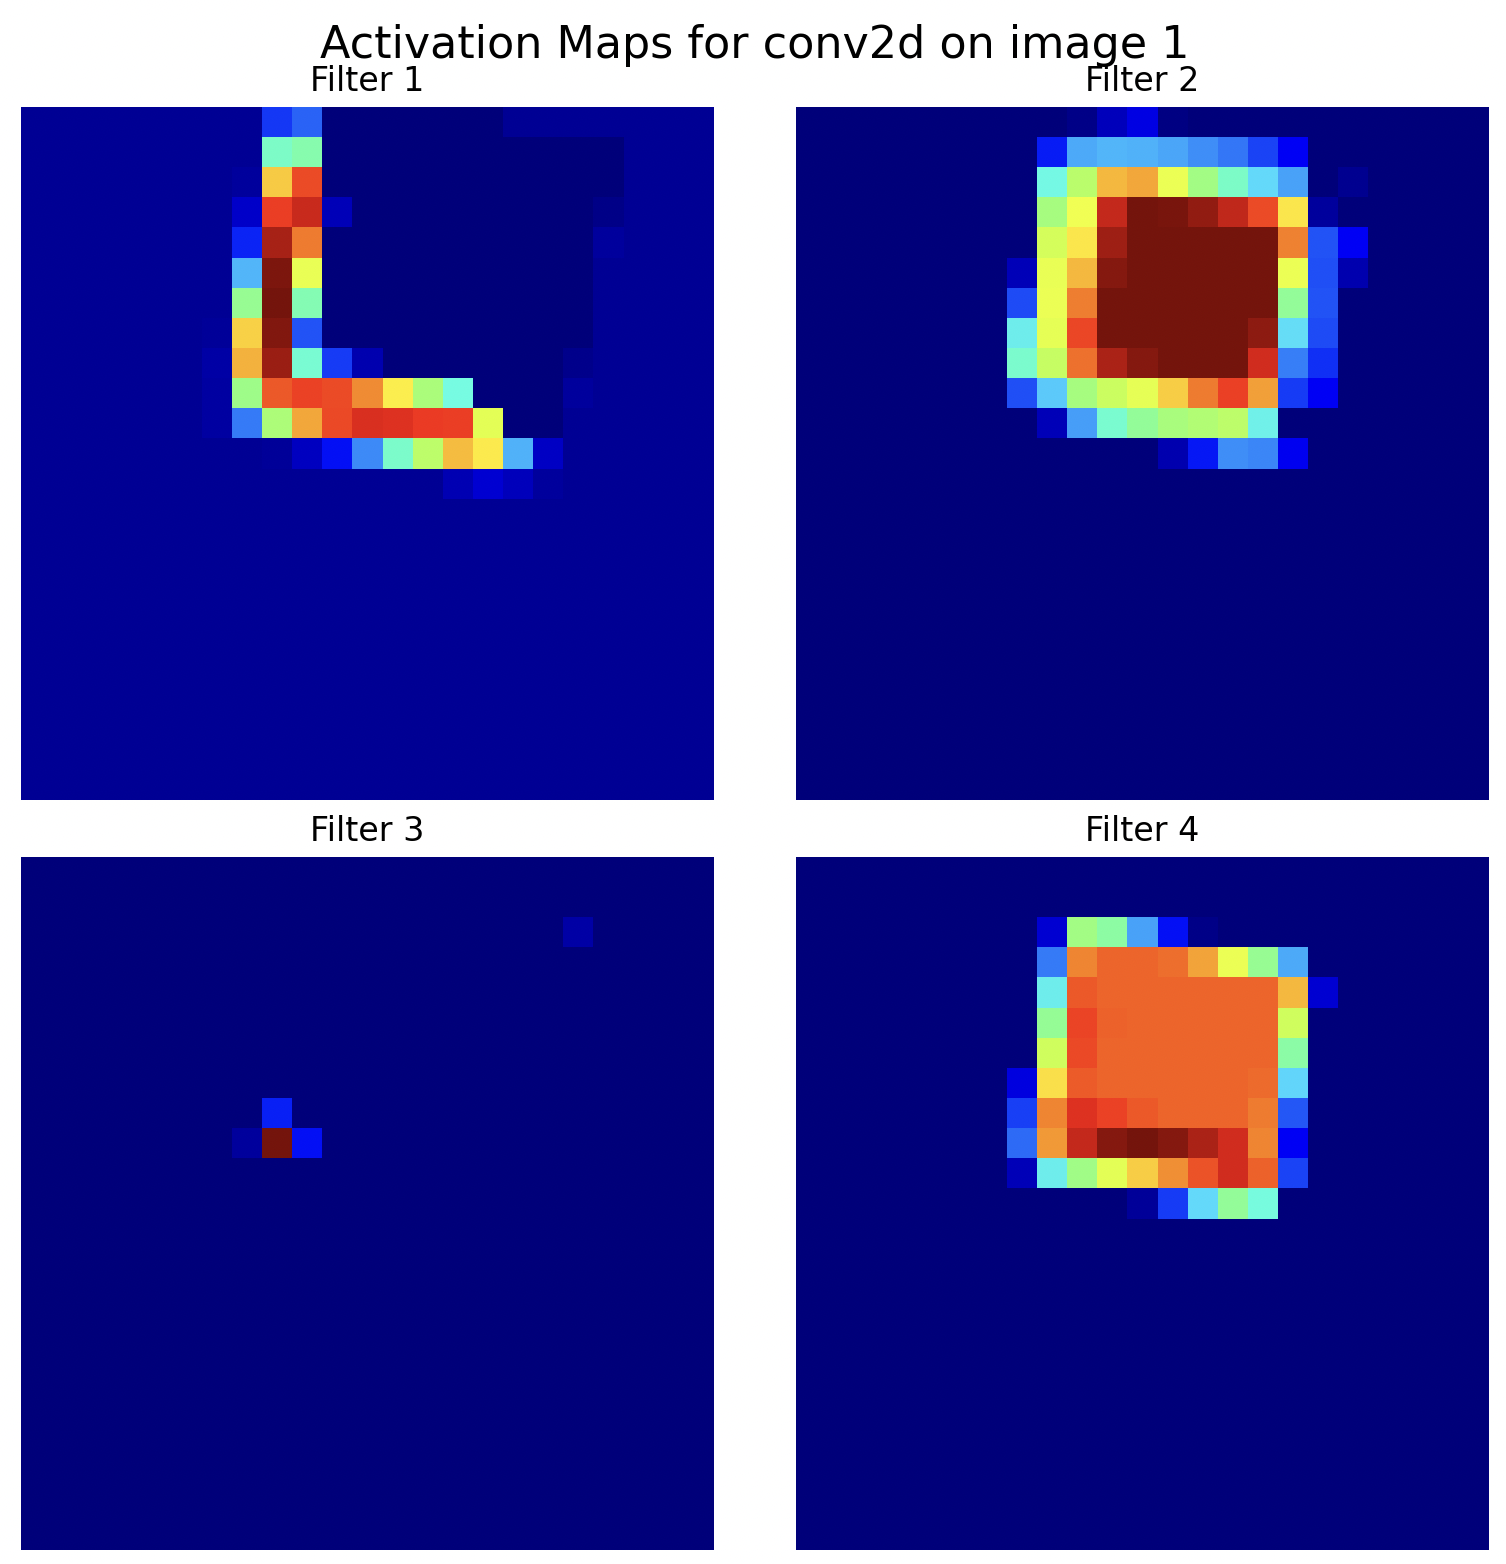 Activation Maps for conv2d on image 1
Filter 1
Filter 2
Filter 3
Filter 4